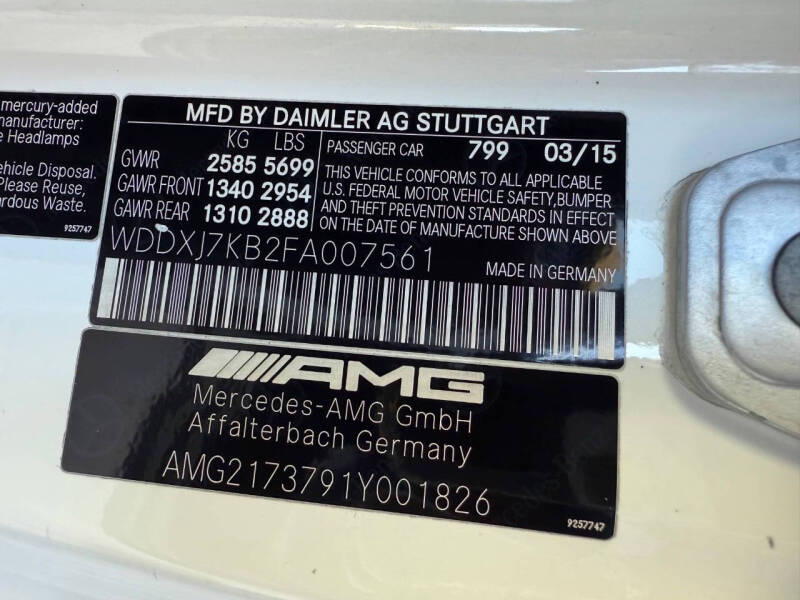 mercury-added
anufacturer:
e Headlamps
ehicle Disposal.
Please Reuse,
ardous Waste.
9257747
MFD BY DAIMLER AG STUTTGART
KG LBS
GVWR 2585 5699
GAWR FRONT 1340 2954
GAWR REAR 1310 2888
PASSENGER CAR 799 03/15
THIS VEHICLE CONFORMS TO ALL APPLICABLE
U.S. FEDERAL MOTOR VEHICLE SAFETY,BUMPER
AND THEFT PREVENTION STANDARDS IN EFFECT
ON THE DATE OF MANUFACTURE SHOWN ABOVE
WDDXJ7KB2FA007561
MADE IN GERMANY
AMG
Mercedes-AMG GmbH
Affalterbach Germany
AMG2173791Y001826
9257747